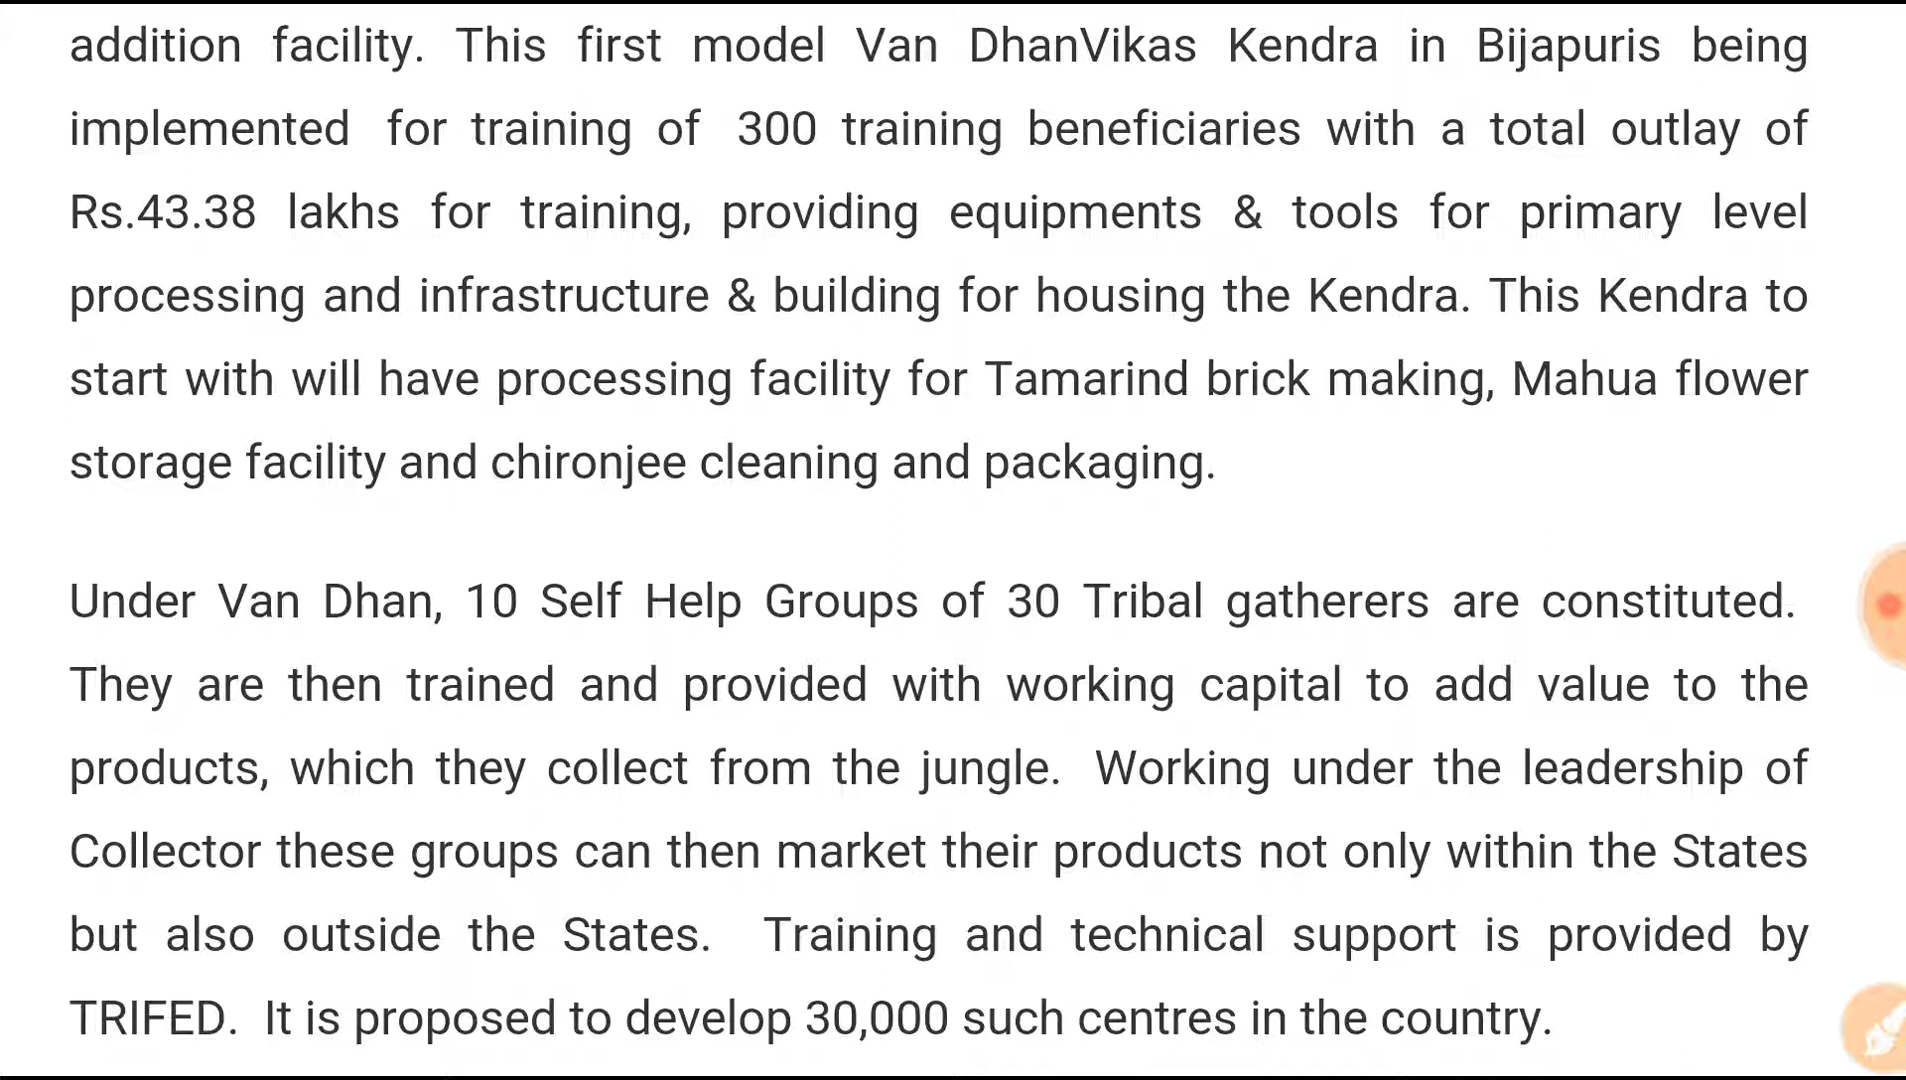 addition facility. This first model Van DhanVikas Kendra in Bijapuris being
implemented for training of 300 training beneficiaries with a total outlay of
Rs.43.38 lakhs for training, providing equipments & tools for primary level
processing and infrastructure & building for housing the Kendra. This Kendra to
start with will have processing facility for Tamarind brick making, Mahua flower
storage facility and chironjee cleaning and packaging.
Under Van Dhan, 10 Self Help Groups of 30 Tribal gatherers are constituted.
They are then trained and provided with working capital to add value to the
products, which they collect from the jungle. Working under the leadership of
Collector these groups can then market their products not only within the States
but also outside the States. Training and technical support is provided by
TRIFED. It is proposed to develop 30,000 such centres in the country.